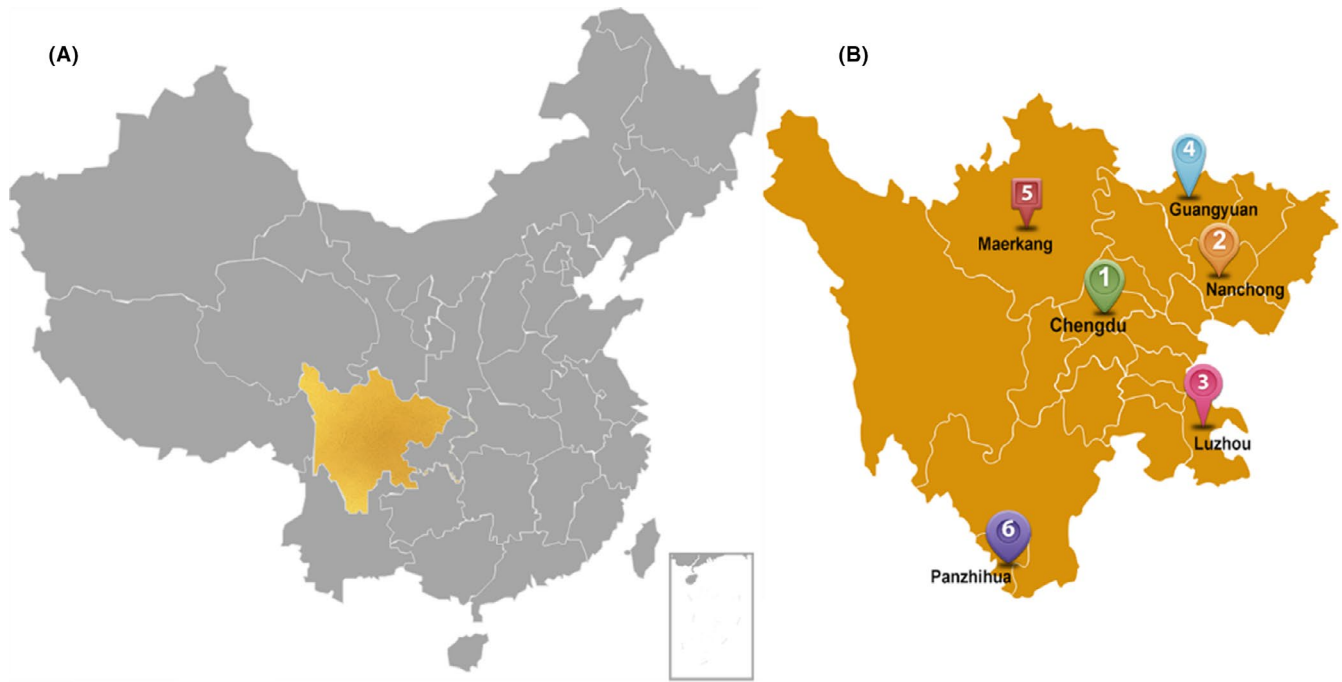 (A)
(B)
4
Guangyuan
5
Maerkang
2
Nanchong
1
Chengdu
3
Luzhou
6
Panzhihua